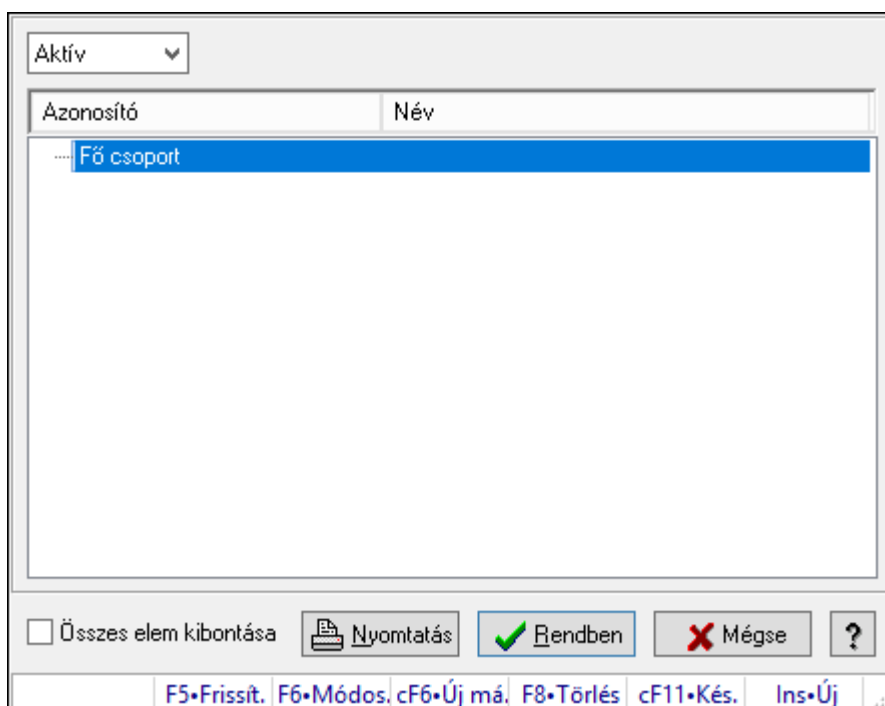 Aktív
Azonosító Név
Fő csoport
Összes elem kibontása Nyomtatás Rendben Mégse ?
F5•Frissít. F6•Módos. cF6•Új má. F8•Törlés cF11•Kés. Ins•Új